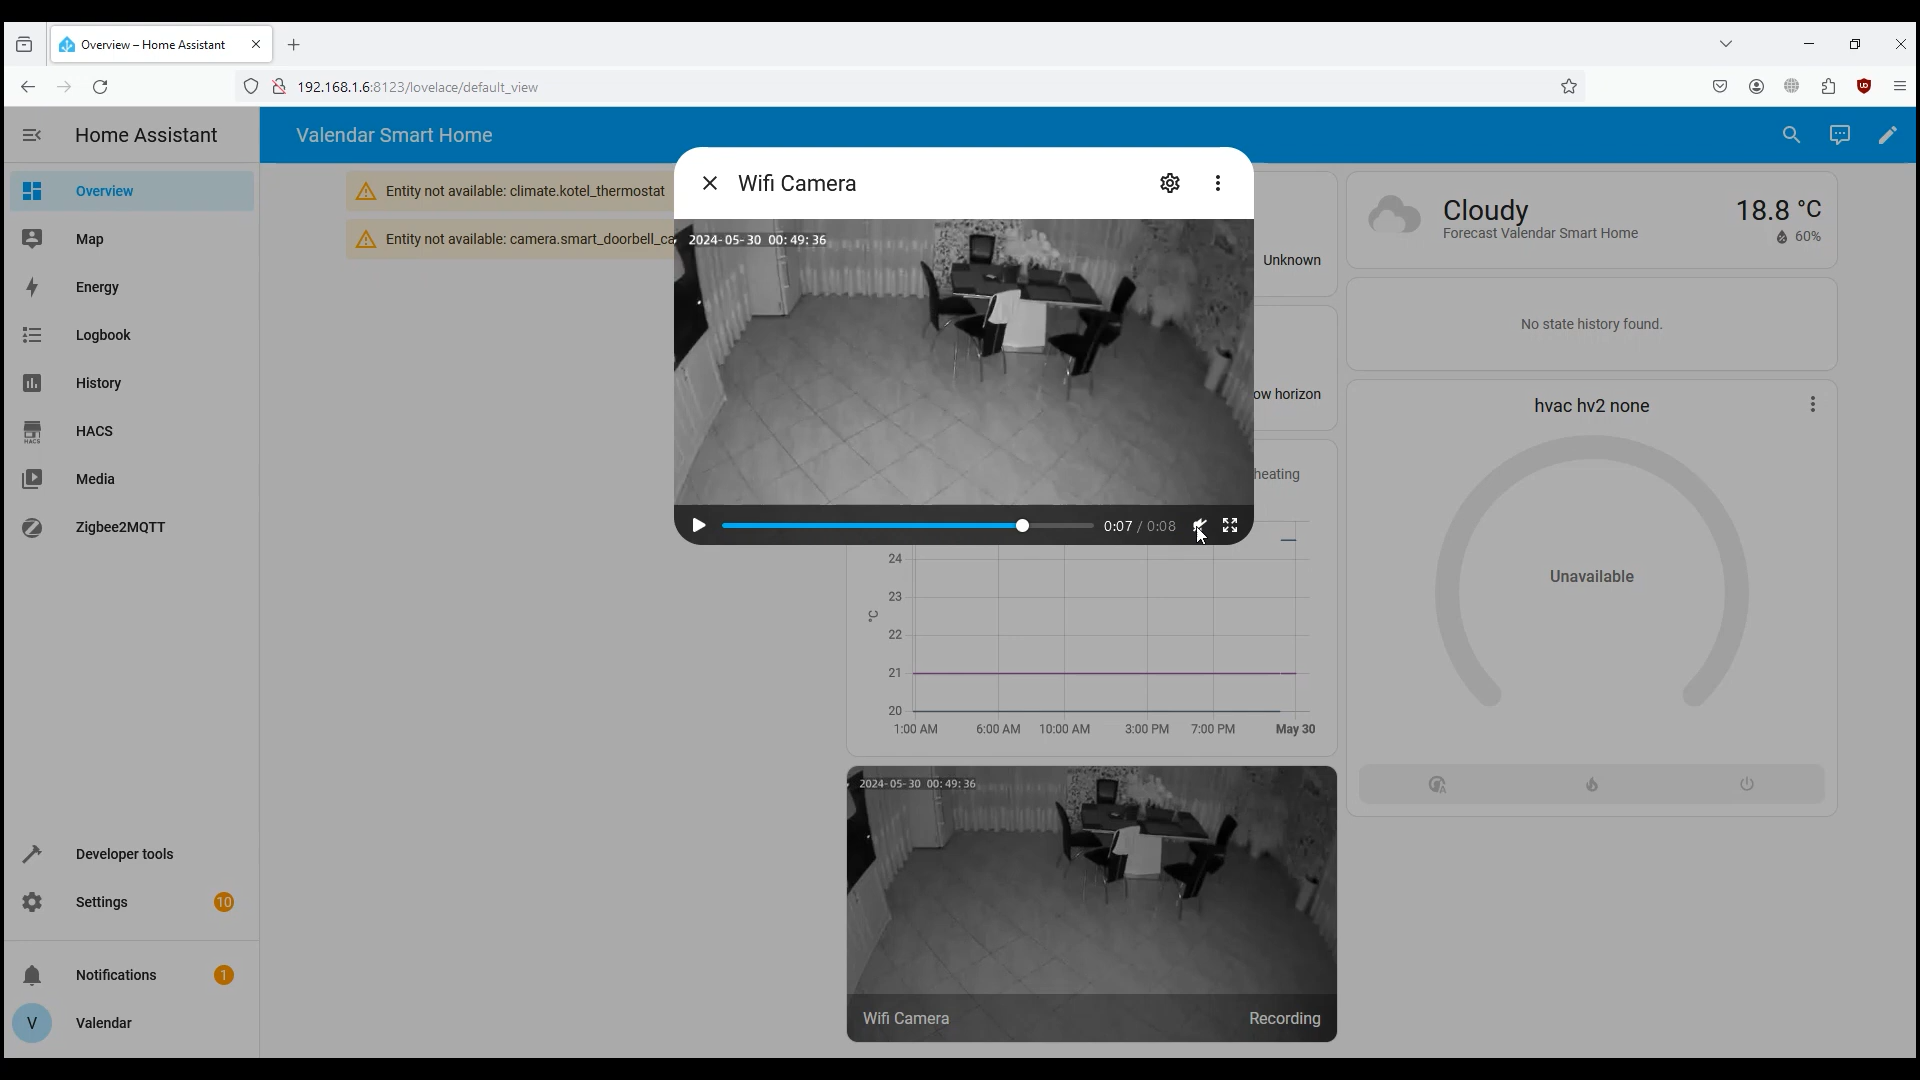 Overview – Home Assistant
192.168.1.6:8123/lovelace/default_view
Home Assistant
Valendar Smart Home
Overview
Map
Energy
Logbook
History
HACS
HACS
Media
Zigbee2MQTT
Developer tools
Settings
10
Notifications
1
V
Valendar
Entity not available: climate.kotel_thermostat
Entity not available: camera.smart_doorbell_ca
Wifi Camera
2024-05-30 00:49:36
0:07 / 0:08
Unknown
ow horizon
heating
24
23
22
21
20
°C
1:00 AM 6:00 AM 10:00 AM 3:00 PM 7:00 PM May 30
2024-05-30 00:49:36
Wifi Camera
Recording
Cloudy
Forecast Valendar Smart Home
18.8 °C
60%
No state history found.
hvac hv2 none
Unavailable